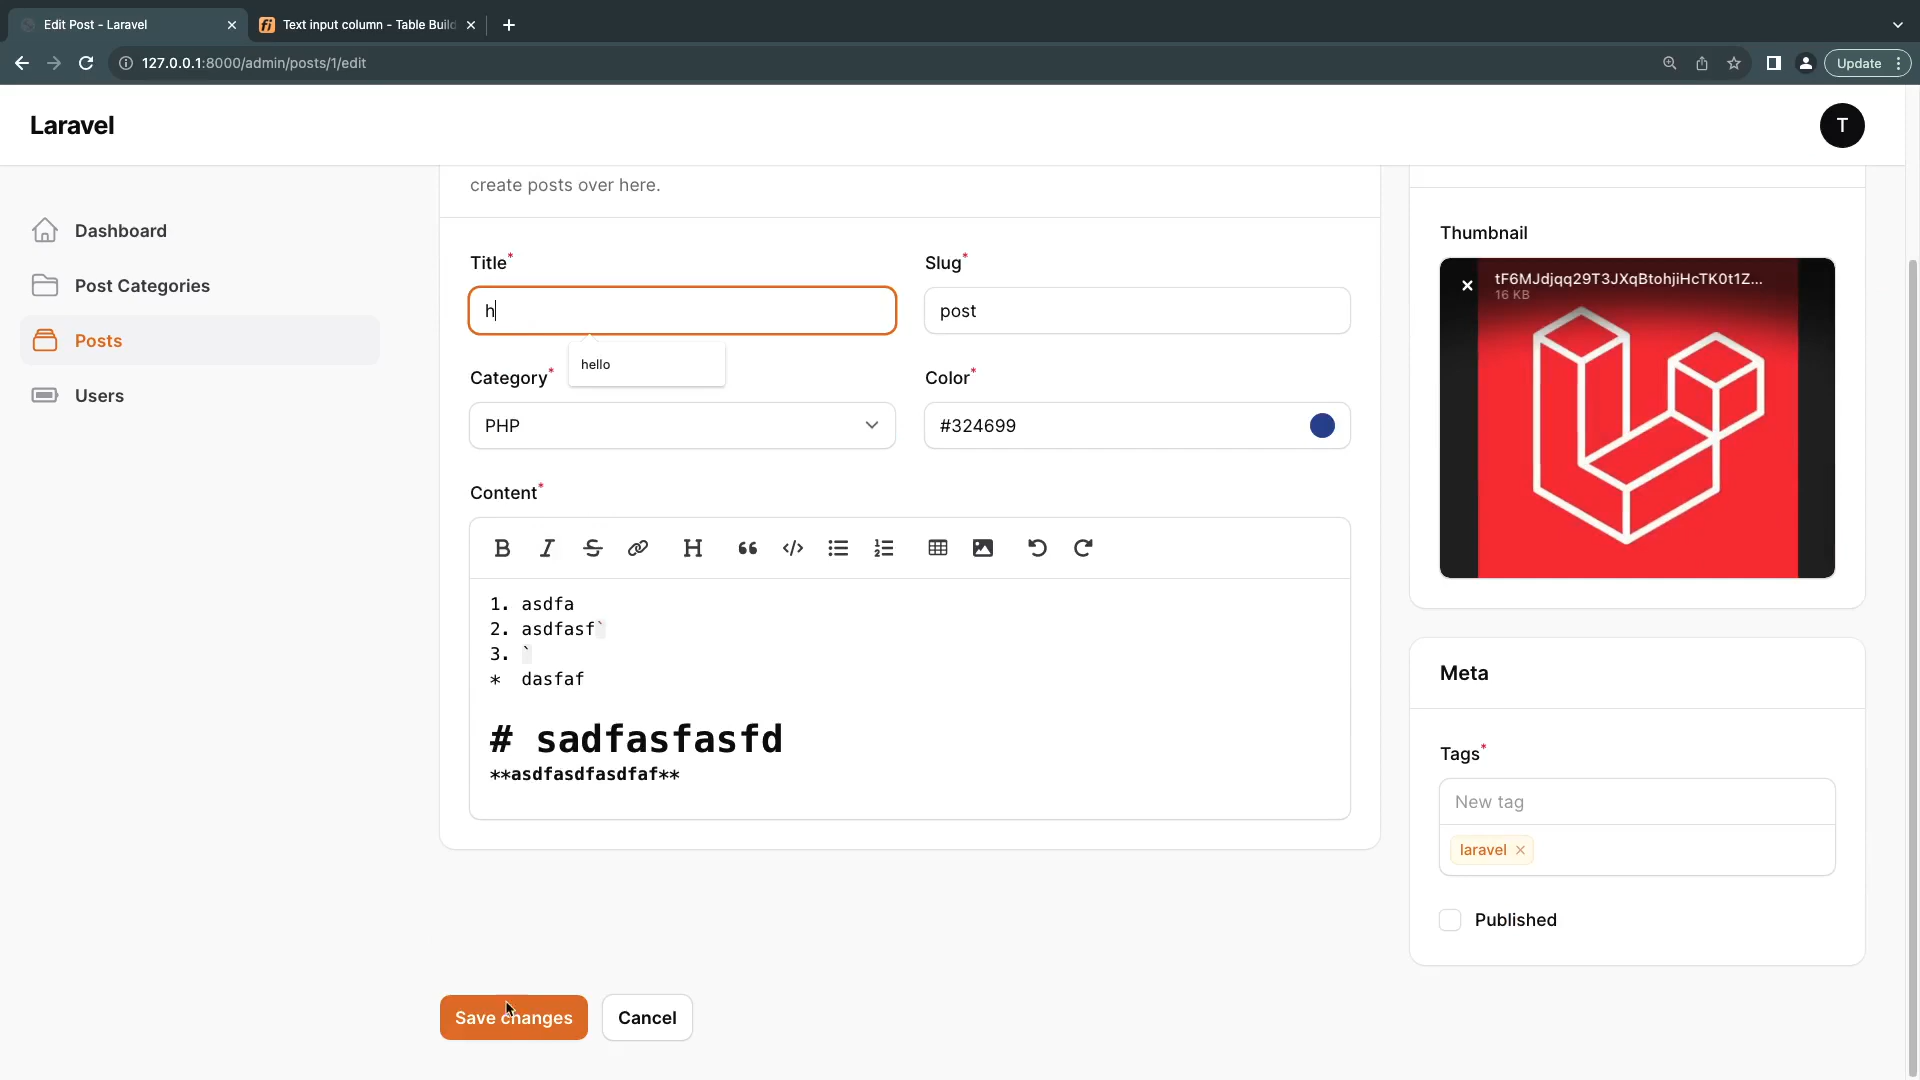 Edit Post - Laravel
Text input column - Table Build
127.0.0.1:8000/admin/posts/1/edit
Update
Laravel
T
create posts over here.
Dashboard
Post Categories
Posts
Users
Title*
h
hello
Slug*
post
Category*
PHP
Color*
#324699
Content*
1. asdfa
2. asdfasf`
3. `
* dasfaf
# sadfasfasfd
**asdfasdfasdfaf**
Thumbnail
tF6MJdjqq29T3JXqBtohjiHcTK0t1Z...
16 KB
Meta
Tags*
New tag
laravel
Published
Save changes
Cancel